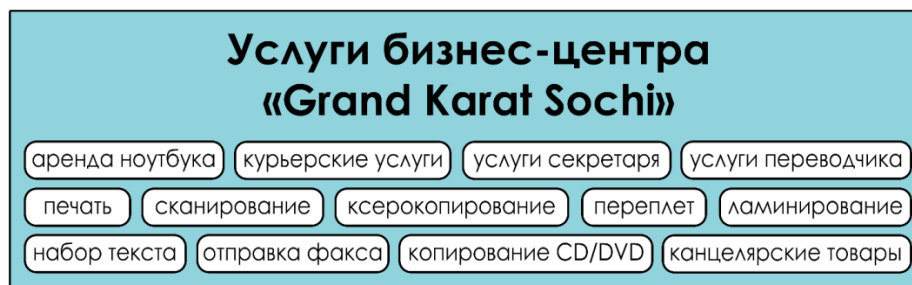 Услуги бизнес-центра
«Grand Karat Sochi»
аренда ноутбука курьерские услуги услуги секретаря услуги переводчика
печать сканирование ксерокопирование переплет ламинирование
набор текста отправка факса копирование CD/DVD канцелярские товары